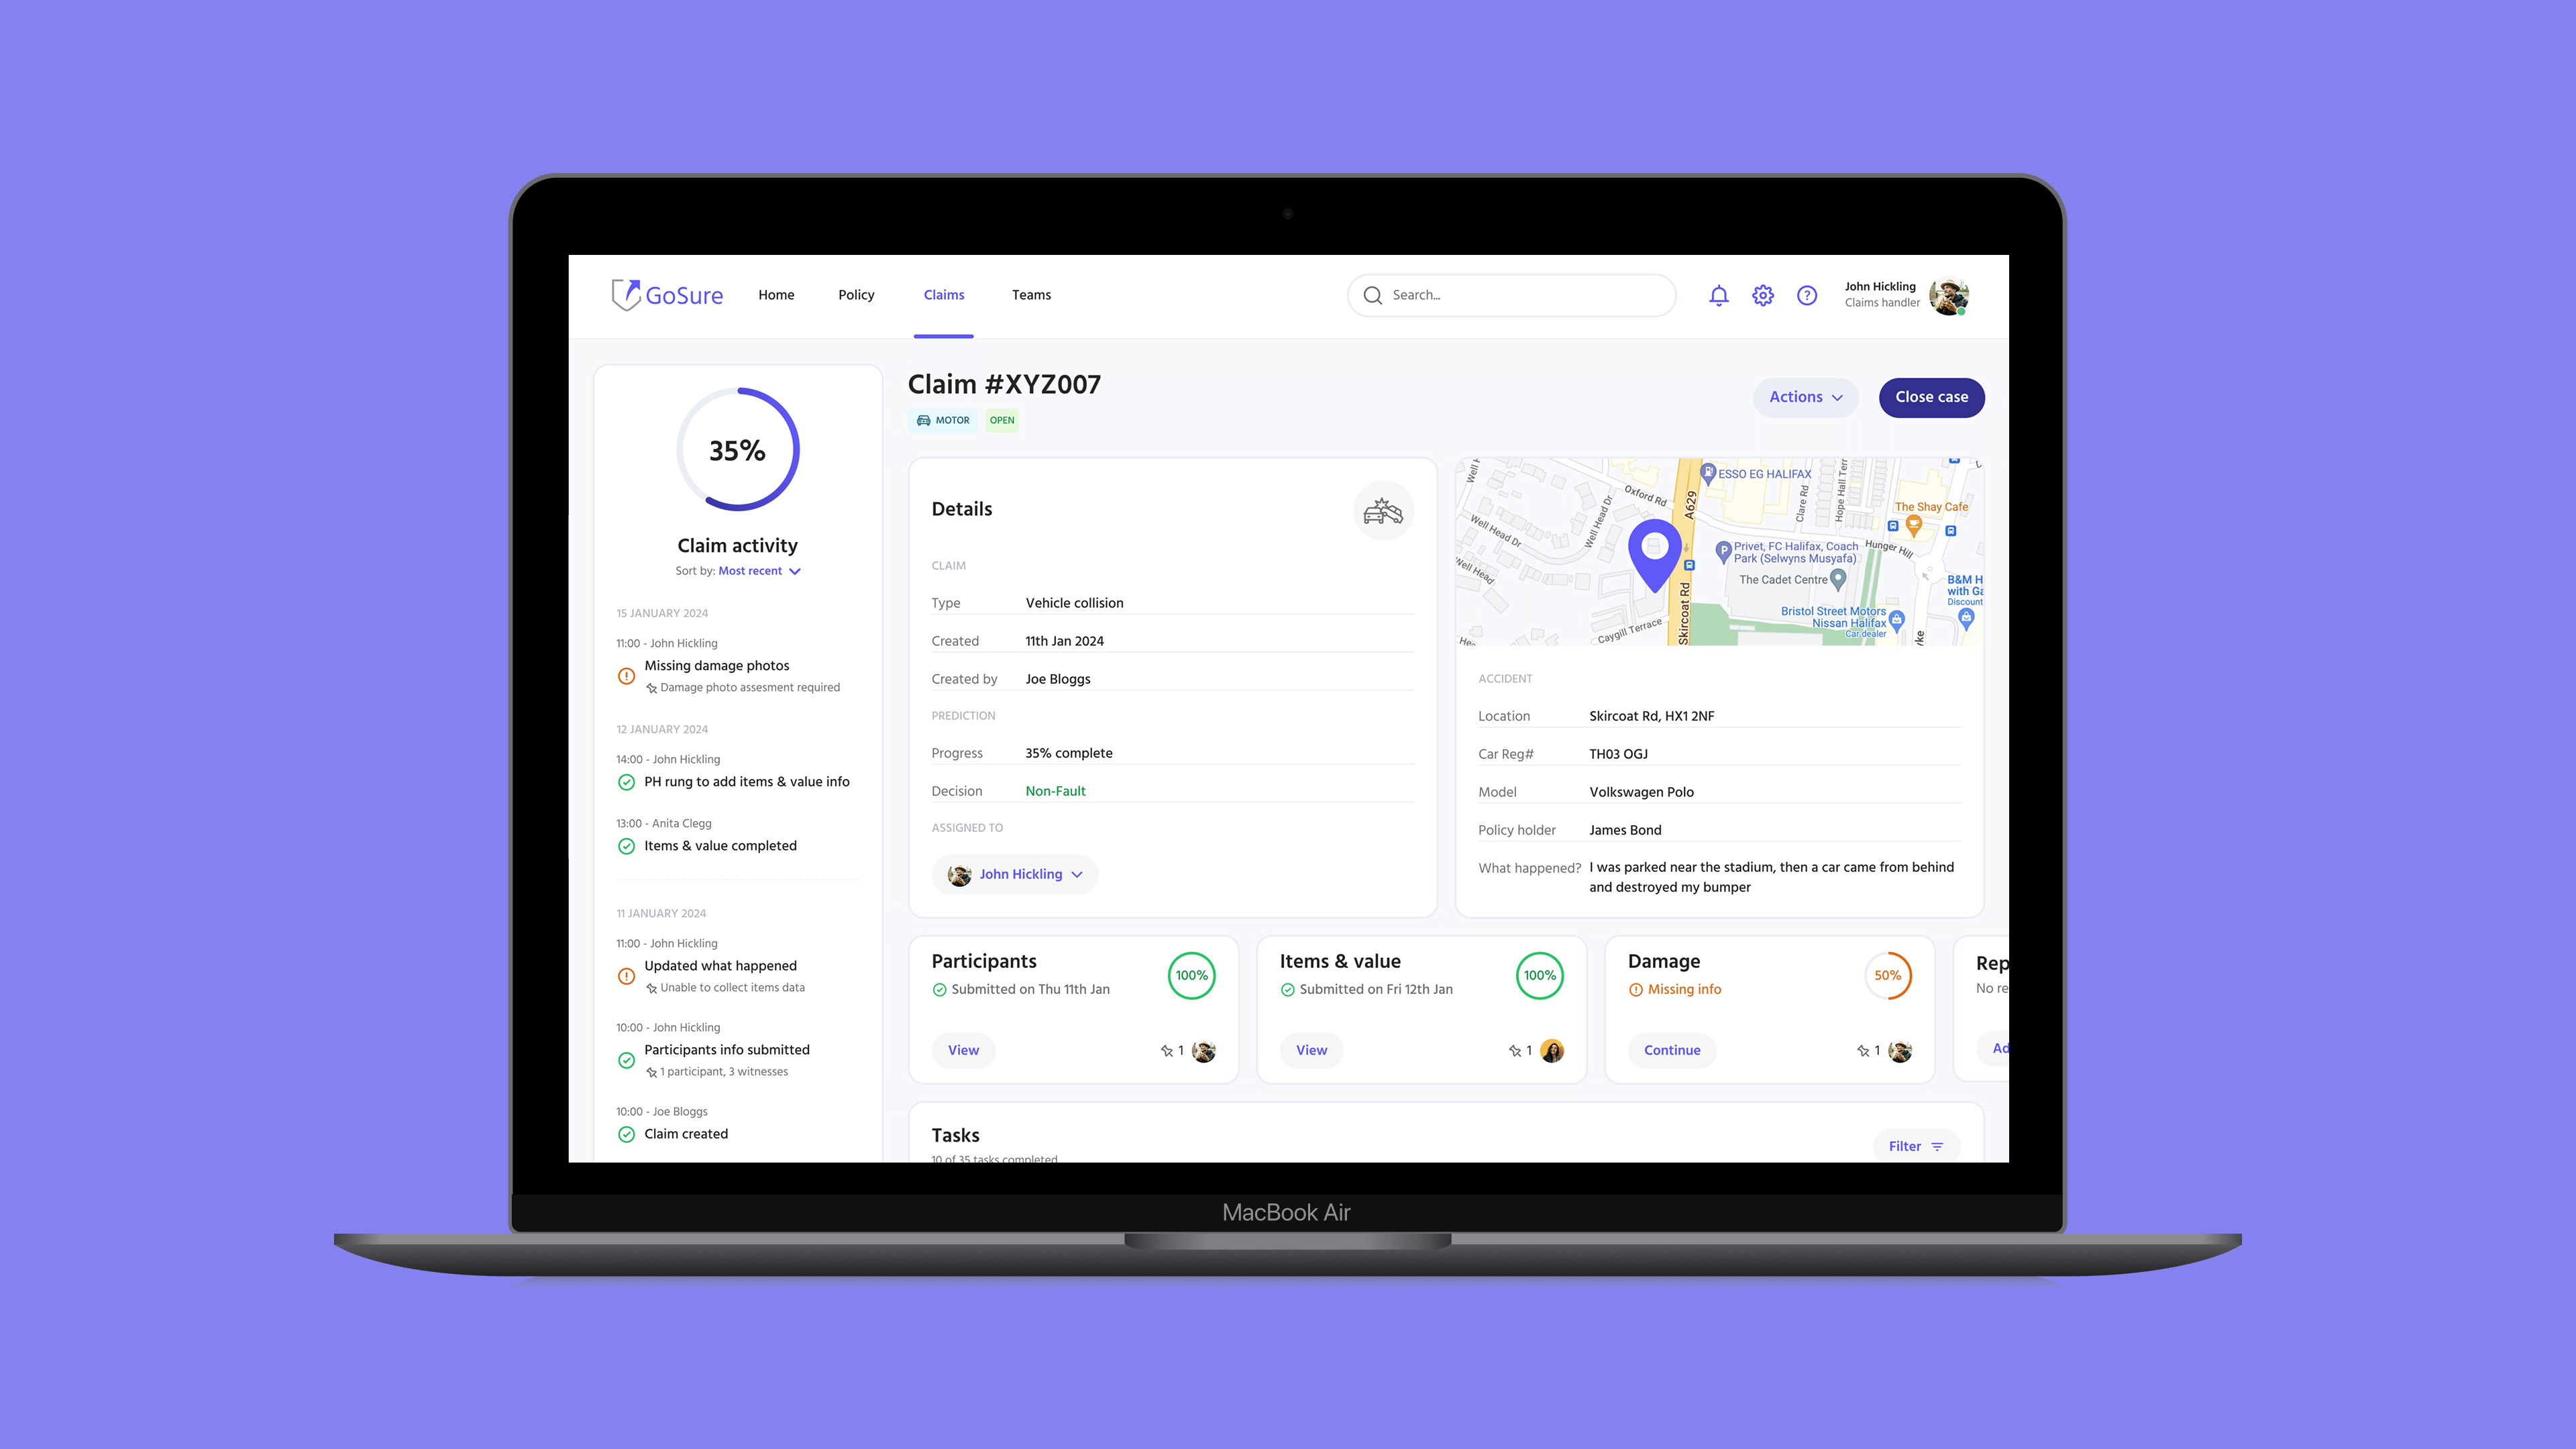 GoSure
Home
Policy
Claims
Teams
Search...
?
John Hickling
Claims handler
35%
Claim activity
Sort by: Most recent
15 JANUARY 2024
11:00 - John Hickling
Missing damage photos
Damage photo assesment required
12 JANUARY 2024
14:00 - John Hickling
PH rung to add items & value info
13:00 - Anita Clegg
Items & value completed
11 JANUARY 2024
11:00 - John Hickling
Updated what happened
Unable to collect items data
10:00 - John Hickling
Participants info submitted
1 participant, 3 witnesses
10:00 - Joe Bloggs
Claim created
Claim #XYZ007
MOTOR
OPEN
Actions
Close case
Details
CLAIM
Type Vehicle collision
Created 11th Jan 2024
Created by Joe Bloggs
PREDICTION
Progress 35% complete
Decision Non-Fault
ASSIGNED TO
John Hickling
Well H
Oxford Rd
A629
ESSO EG HALIFAX
Clare Rd
Hope Hall Terr
The Shay Cafe
Well Head Dr
Well Head Dr
P
Privet, FC Halifax, Coach
Park (Selwyns Musyafa)
Hunger Hill
Well Head
The Cadet Centre
B&M H
with Ga
Discount
Bristol Street Motors
Nissan Halifax
Car dealer
Skircoat Rd
Caygill Terrace
Hea
yke
ACCIDENT
Location Skircoat Rd, HX1 2NF
Car Reg# TH03 OGJ
Model Volkswagen Polo
Policy holder James Bond
What happened? I was parked near the stadium, then a car came from behind
and destroyed my bumper
Participants
100%
Submitted on Thu 11th Jan
View
1
Items & value
100%
Submitted on Fri 12th Jan
View
1
Damage
50%
Missing info
Continue
1
Rep
No re
Ad
Tasks
10 of 35 tasks completed
Filter
MacBook Air